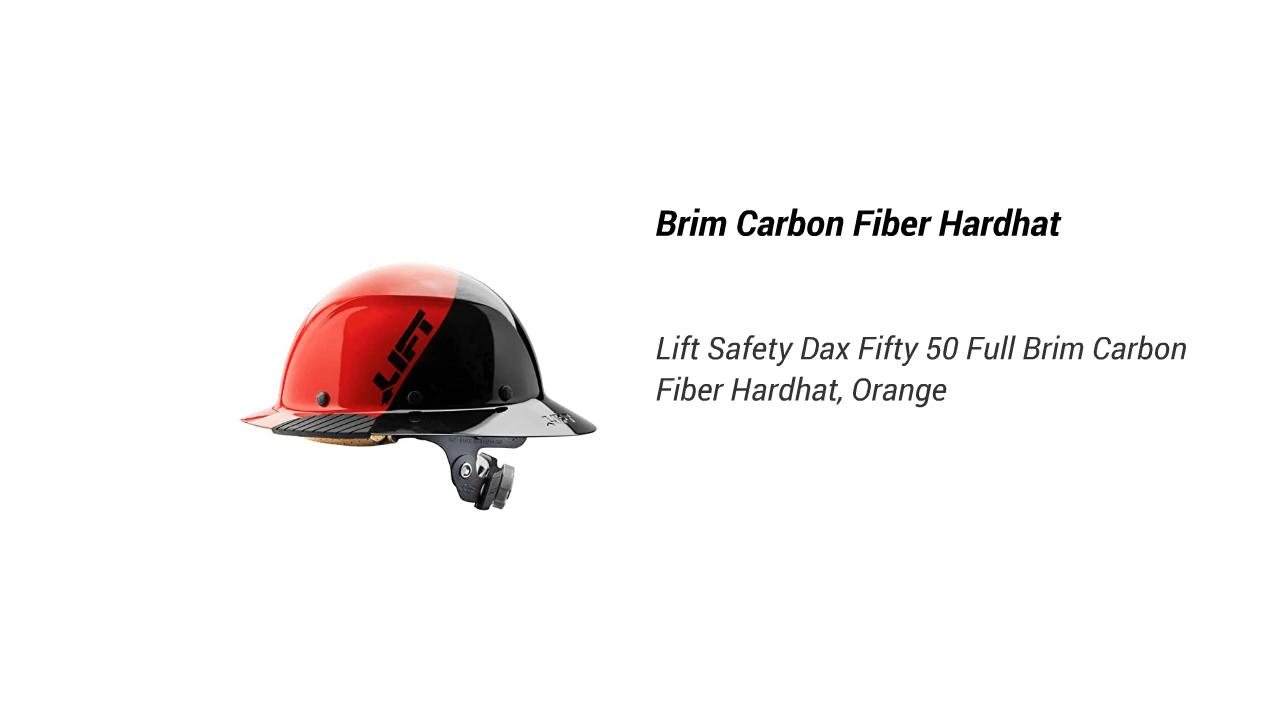 Brim Carbon Fiber Hardhat
Lift Safety Dax Fifty 50 Full Brim Carbon
Fiber Hardhat, Orange
LIFT